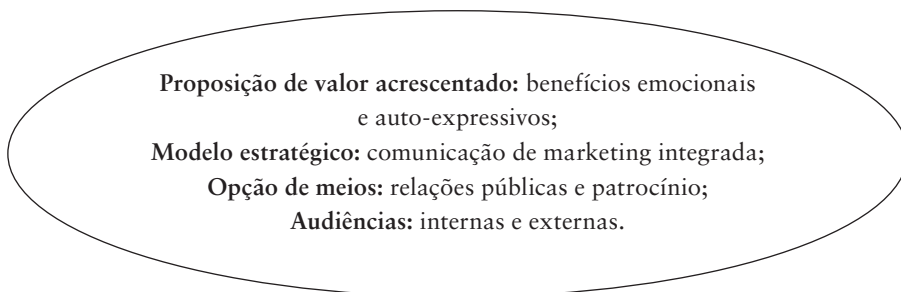 Proposição de valor acrescentado: benefícios emocionais
e auto-expressivos;
Modelo estratégico: comunicação de marketing integrada;
Opção de meios: relações públicas e patrocínio;
Audiências: internas e externas.